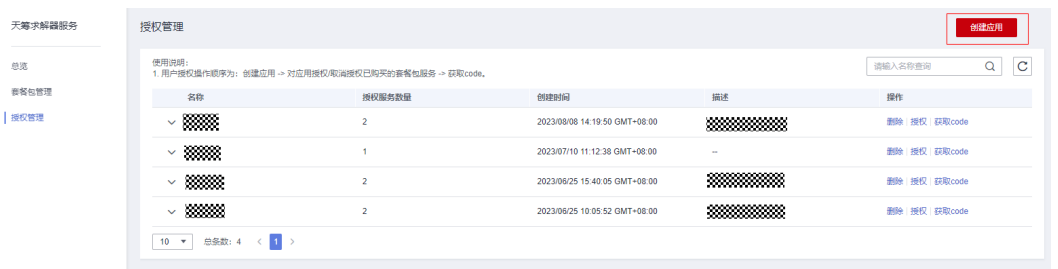 天筹求解器服务
总览
套餐包管理
授权管理
授权管理
创建应用
使用说明：
1. 用户授权操作顺序为：创建应用 -> 对应用授权/取消授权已购买的套餐包服务 -> 获取code。
请输入名称查询
名称 授权服务数量 创建时间 描述 操作
2 2023/08/08 14:19:50 GMT+08:00 删除 授权 获取code
1 2023/07/10 11:12:38 GMT+08:00 -- 删除 授权 获取code
2 2023/06/25 15:40:05 GMT+08:00 删除 授权 获取code
2 2023/06/25 10:05:52 GMT+08:00 删除 授权 获取code
10 总条数：4 < 1 >